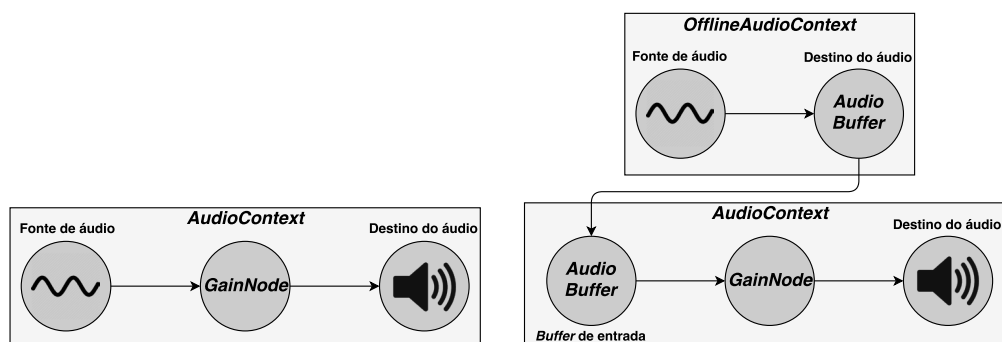 AudioContext
Fonte de áudio
Destino do áudio
GainNode
OfflineAudioContext
Fonte de áudio
Destino do áudio
Audio
Buffer
AudioContext
Destino do áudio
Audio
Buffer
GainNode
Buffer de entrada